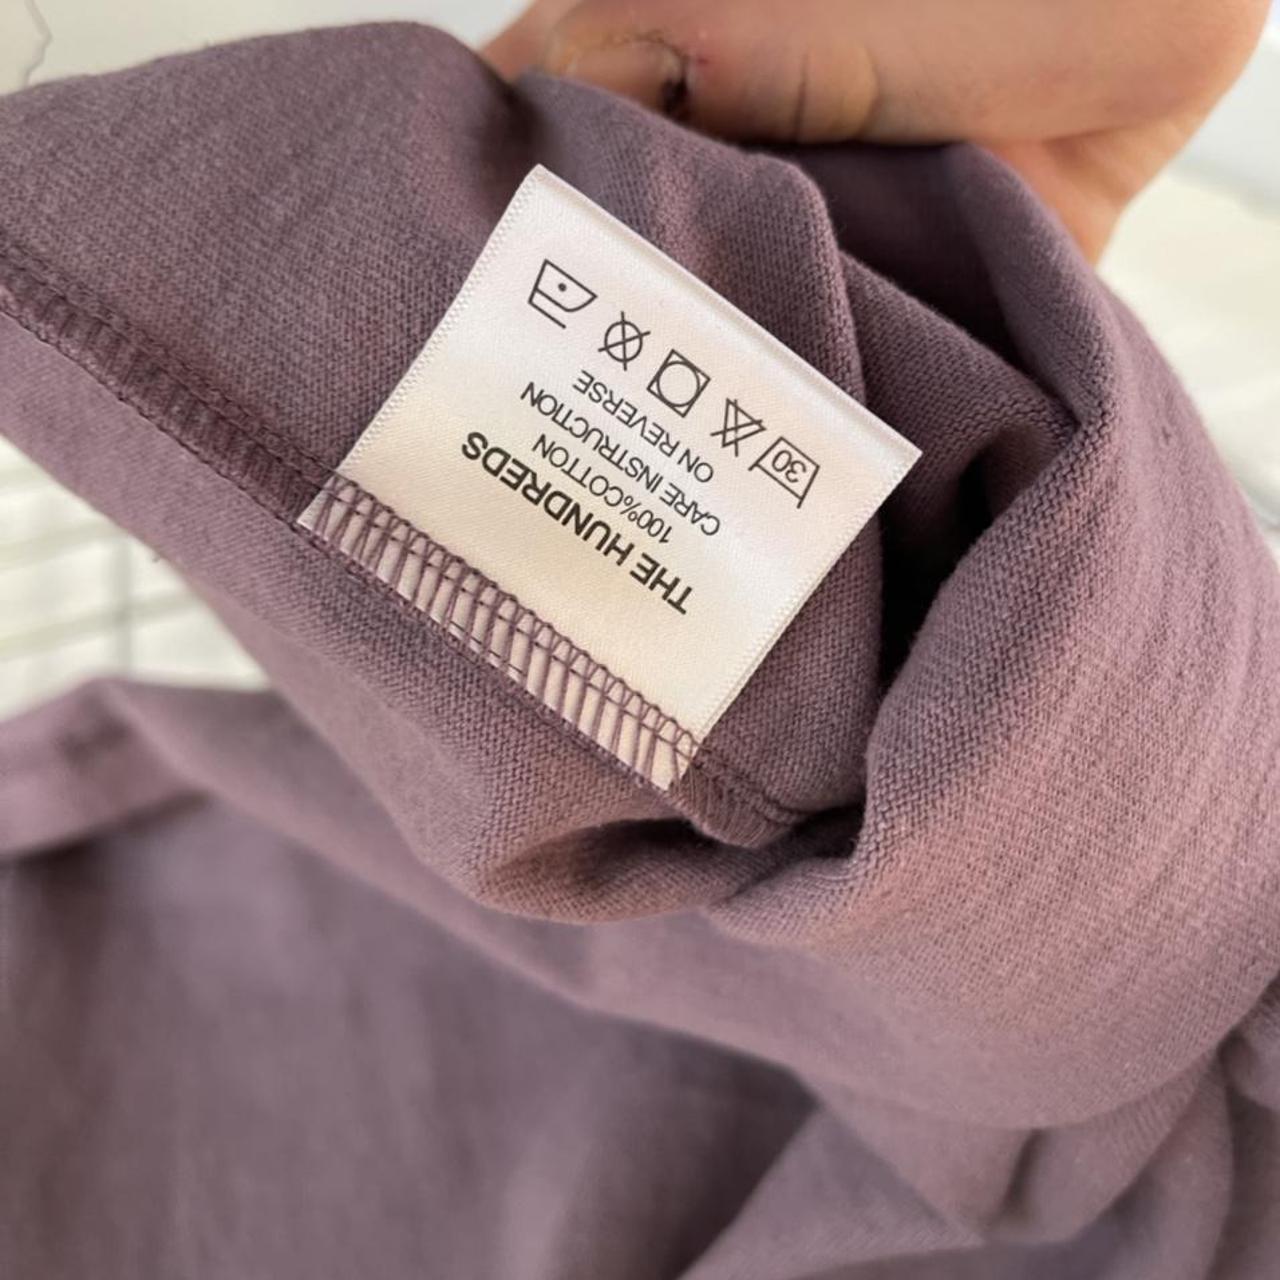 THE HUNDREDS
100%COTTON
CARE INSTRUCTION
ON REVERSE
30